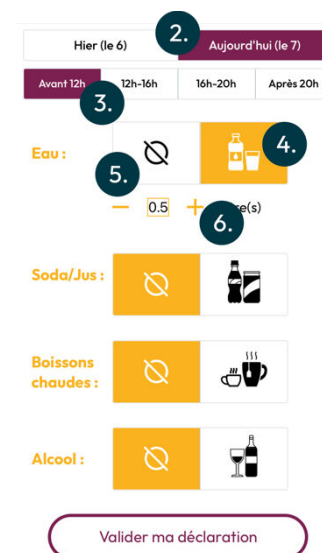 Hier (le 6) 2. Aujourd'hui (le 7)
Avant 12h 12h-16h 16h-20h Après 20h
3.
Eau : 4.
5.
0.5 re(s)
6.
Soda/Jus :
Boissons
chaudes :
Alcool :
Valider ma déclaration